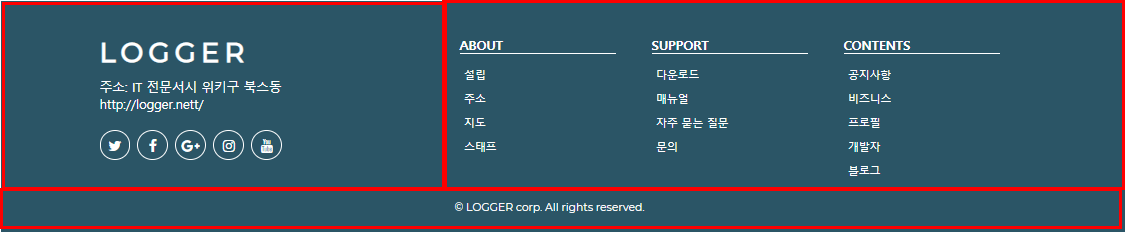 LOGGER
주소: IT 전문서시 위키구 북스동
http://logger.nett/
G+
You Tube
ABOUT
설립
주소
지도
스태프
SUPPORT
다운로드
매뉴얼
자주 묻는 질문
문의
CONTENTS
공지사항
비즈니스
프로필
개발자
블로그
© LOGGER corp. All rights reserved.